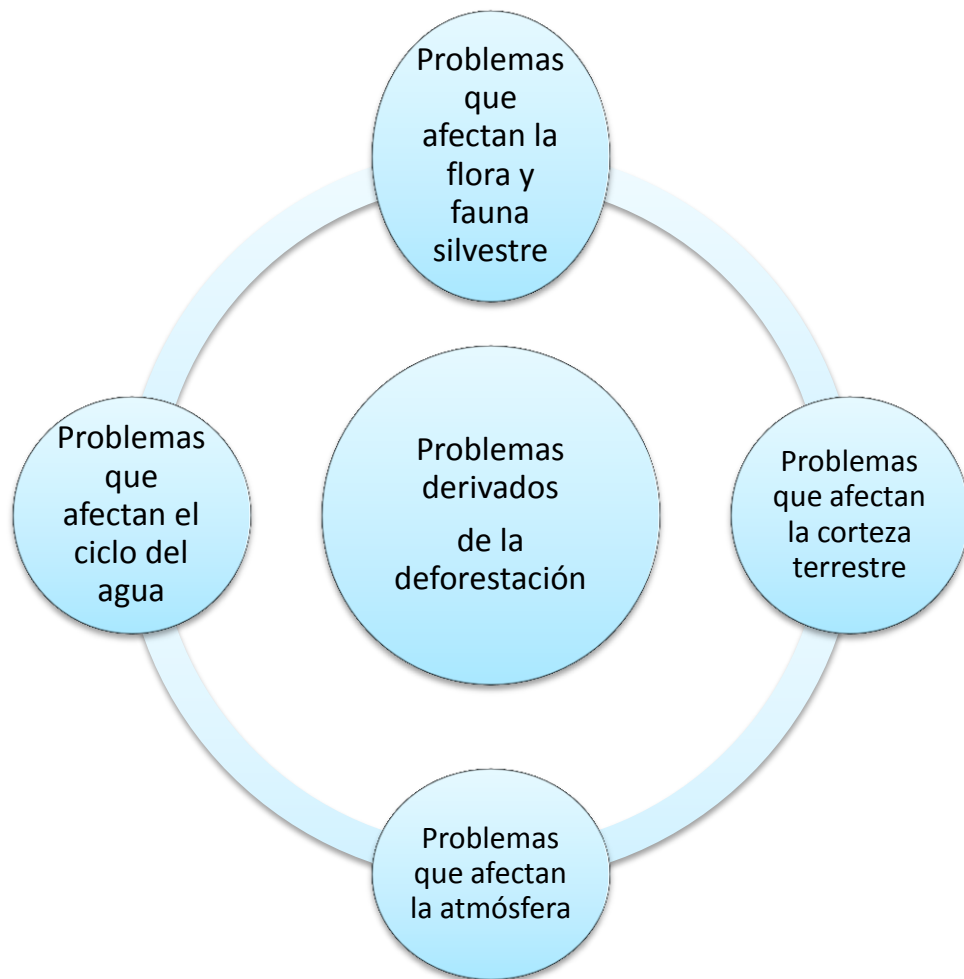 Problemas
que
afectan la
flora y
fauna
silvestre
Problemas
que
afectan el
ciclo del
agua
Problemas
derivados
de la
deforestación
Problemas
que afectan
la corteza
terrestre
Problemas
que afectan
la atmósfera